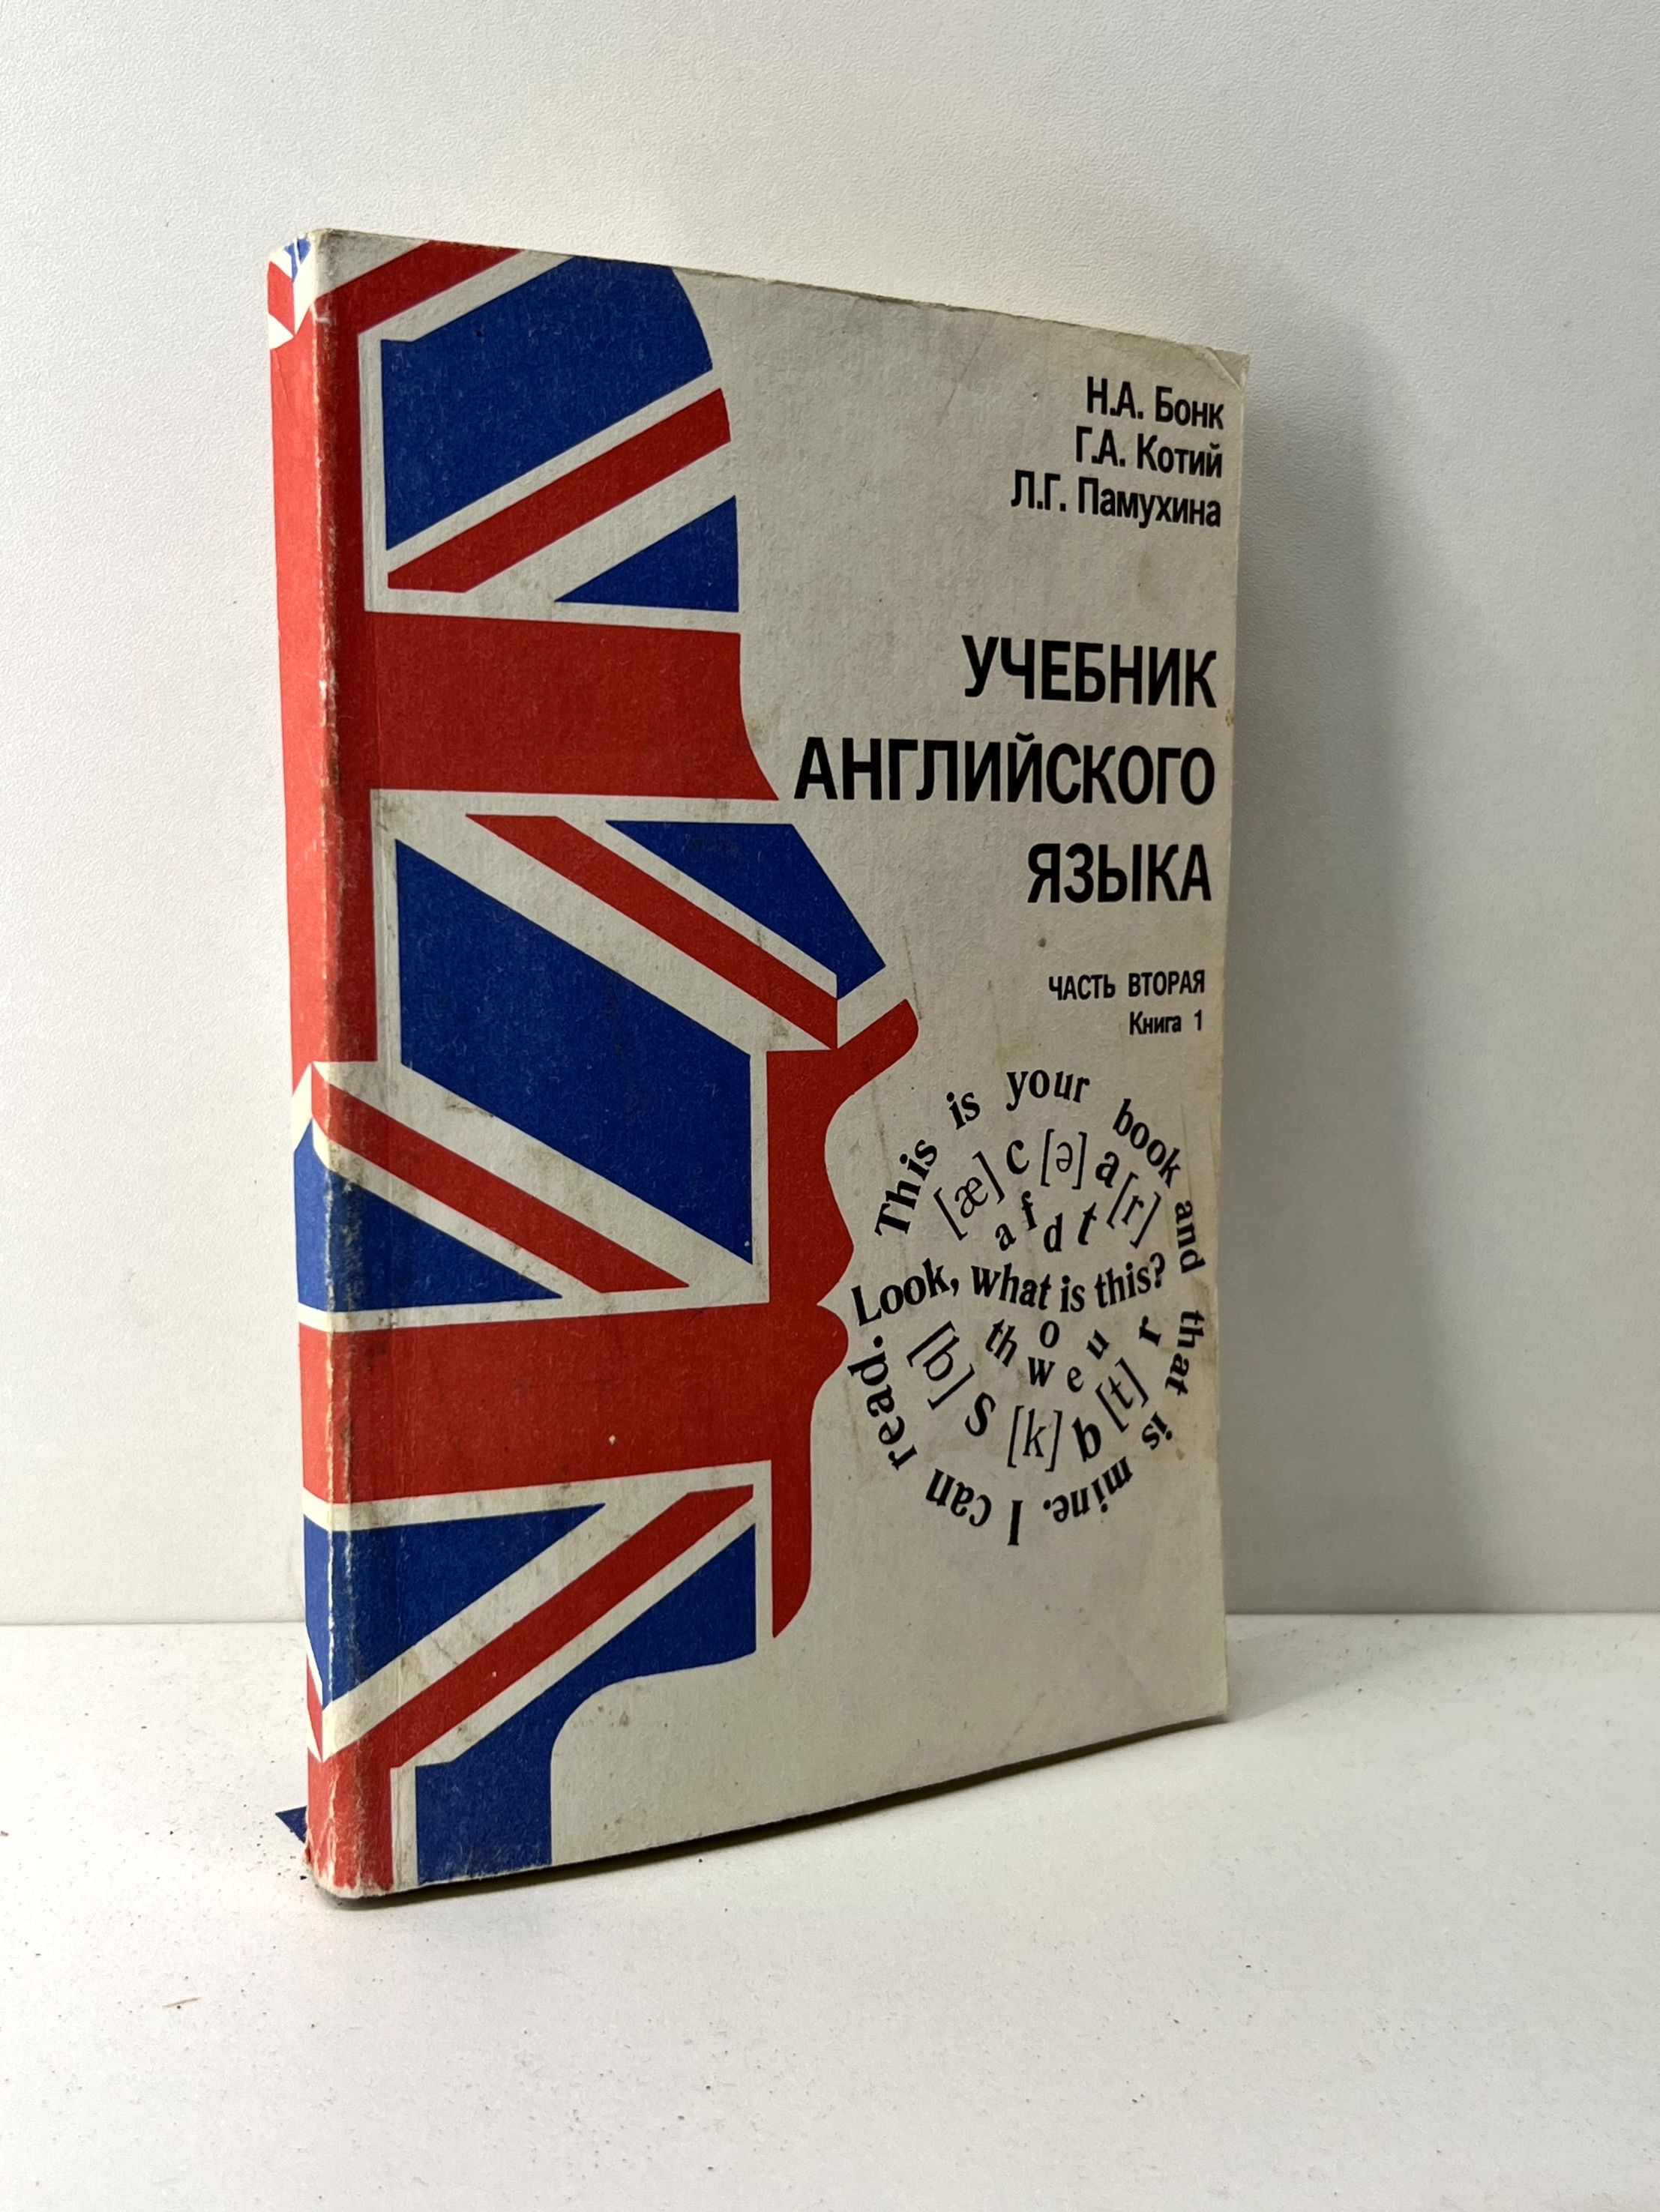 Н.А. Бонк
Г.А. Котий
Л.Г. Памухина
УЧЕБНИК
АНГЛИЙСКОГО
ЯЗЫКА
ЧАСТЬ ВТОРАЯ
Книга 1
This is your book and that is mine. I can read.
[æ] c [ə] a [r]
a f d t
Look, what is this?
th o u r
w e
[b] s [k] q [t]